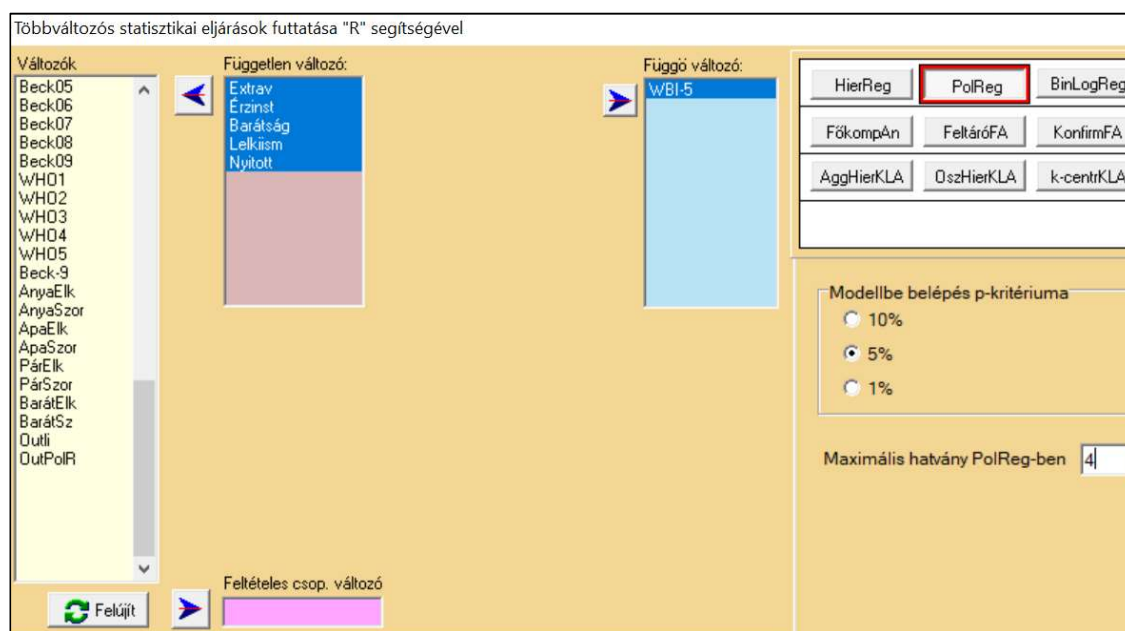 Többváltozós statisztikai eljárások futtatása "R" segítségével
Változók
Beck05
Beck06
Beck07
Beck08
Beck09
WHO1
WHO2
WHO3
WHO4
WHO5
Beck-9
AnyaElk
AnyaSzor
ApaElk
ApaSzor
PárElk
PárSzor
BarátElk
BarátSz
Outli
OutPolR
Felújít
Független változó:
Extrav
Érzinst
Barátság
Lelkiism
Nyitott
Feltételes csop. változó
Függö változó:
WBI-5
HierReg PolReg BinLogReg
FőkompAn FeltáróFA KonfirmFA
AggHierKLA OszHierKLA k-centrKLA
Modellbe belépés p-kritériuma
10%
5%
1%
Maximális hatvány PolReg-ben 4